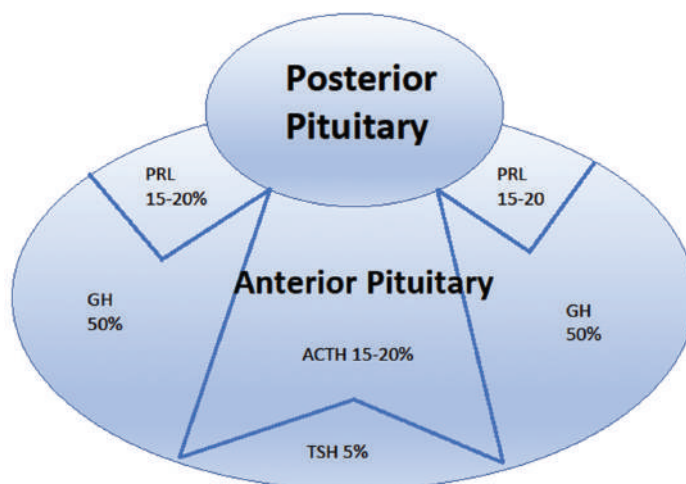 Posterior
Pituitary
PRL
15-20%
PRL
15-20
Anterior Pituitary
GH
50%
GH
50%
ACTH 15-20%
TSH 5%